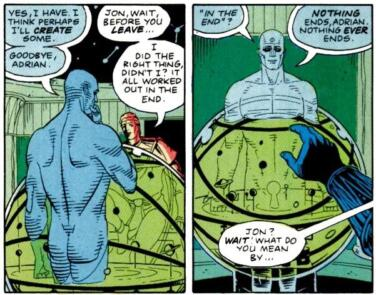 YES, I HAVE. I
THINK PERHAPS
I'LL CREATE
SOME.
GOODBYE,
ADRIAN.
JON, WAIT,
BEFORE YOU
LEAVE...
I
DID THE
RIGHT THING,
DIDN'T I? IT
ALL WORKED
OUT IN THE
END.
"IN THE
END"?
NOTHING
ENDS, ADRIAN.
NOTHING EVER
ENDS.
JON?
WAIT! WHAT DO
YOU MEAN
BY...